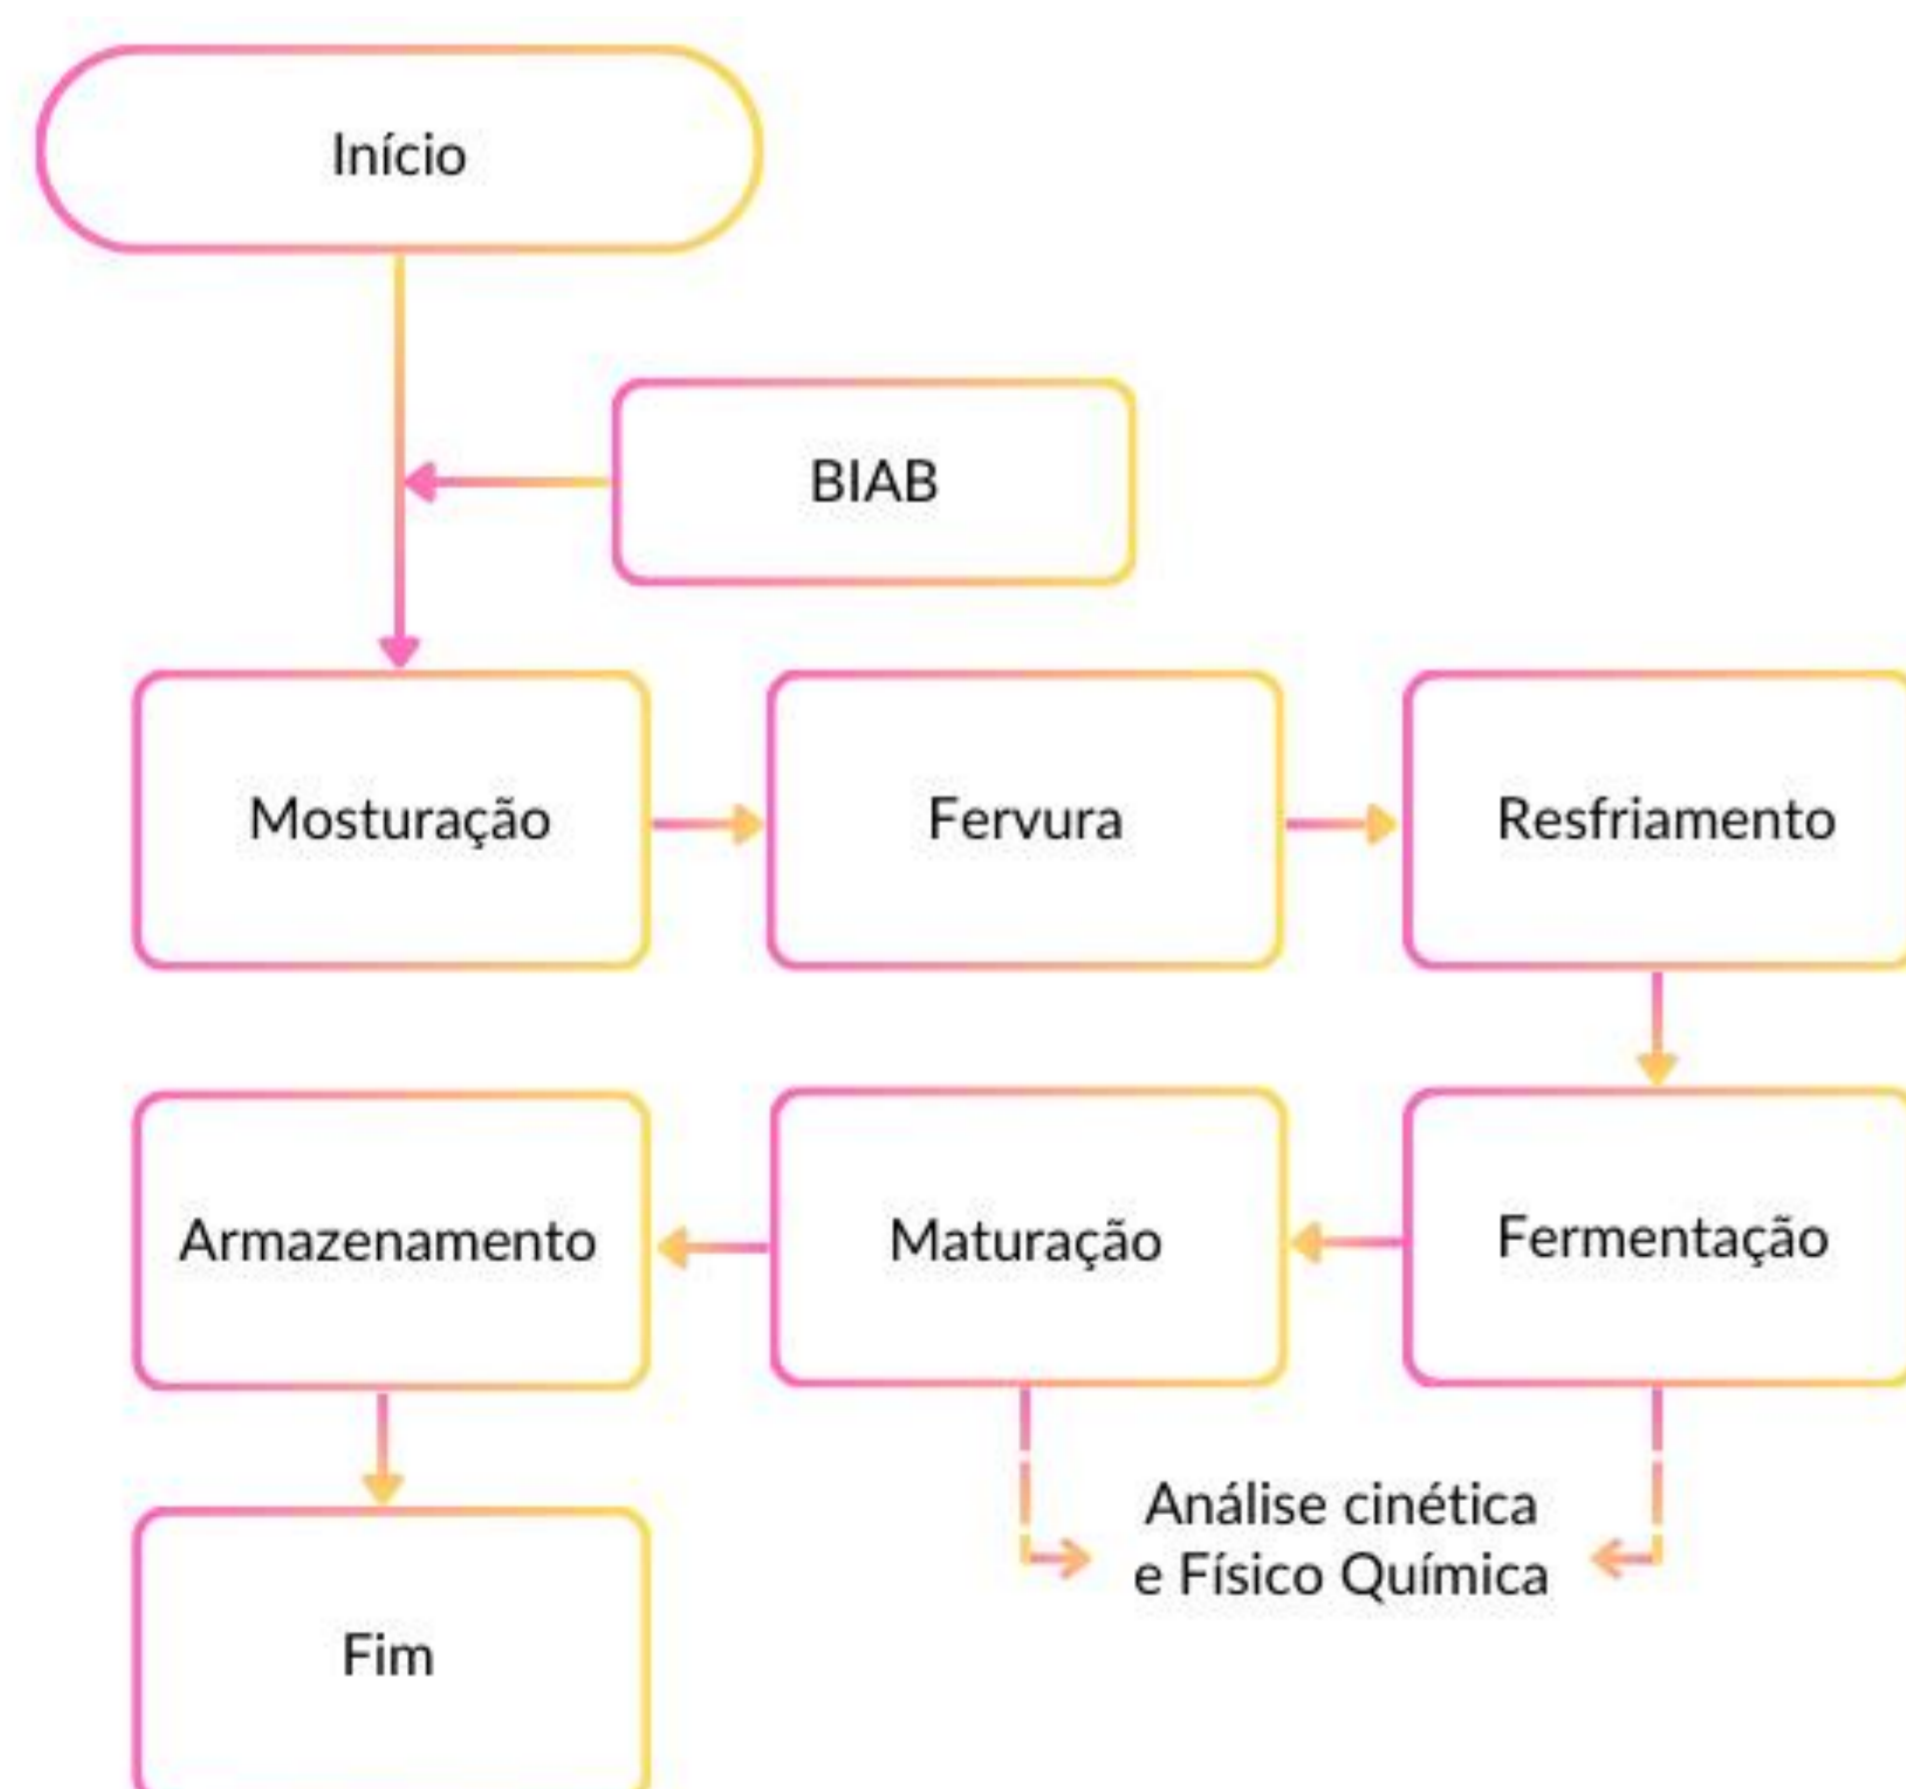 Início
BIAB
Mosturação
Fervura
Resfriamento
Armazenamento
Maturação
Fermentação
Análise cinética
e Físico Química
Fim